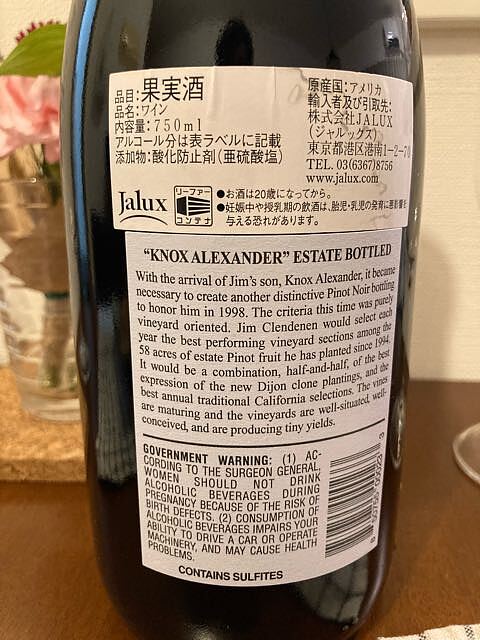 品目:果実酒
品名:ワイン
内容量:750ml
アルコール分は表ラベルに記載
添加物:酸化防止剤(亜硫酸塩)
原産国:アメリカ
輸入者及び引取先:
株式会社JALUX
(ジャルックス)
東京都港区港南1-2-70
TEL. 03(6367)8756
www.jalux.com
Jalux
リーファー
コンテナ
●お酒は20歳になってから。
●妊娠中や授乳期の飲酒は、胎児・乳児の発育に悪影響を
与える恐れがあります。
“KNOX ALEXANDER” ESTATE BOTTLED
With the arrival of Jim’s son, Knox Alexander, it became
necessary to create another distinctive Pinot Noir bottling
to honor him in 1998. The criteria this time was purely
vineyard oriented. Jim Clendenen would select each
year the best performing vineyard sections among the
58 acres of estate Pinot fruit he has planted since 1994.
It would be a combination, half-and-half, of the best
expression of the new Dijon clone plantings, and the
best annual traditional California selections. The vines
are maturing and the vineyards are well-situated, well-
conceived, and are producing tiny yields.
GOVERNMENT WARNING: (1) AC-
CORDING TO THE SURGEON GENERAL,
WOMEN SHOULD NOT DRINK
ALCOHOLIC BEVERAGES DURING
PREGNANCY BECAUSE OF THE RISK OF
BIRTH DEFECTS. (2) CONSUMPTION OF
ALCOHOLIC BEVERAGES IMPAIRS YOUR
ABILITY TO DRIVE A CAR OR OPERATE
MACHINERY, AND MAY CAUSE HEALTH
PROBLEMS.
CONTAINS SULFITES